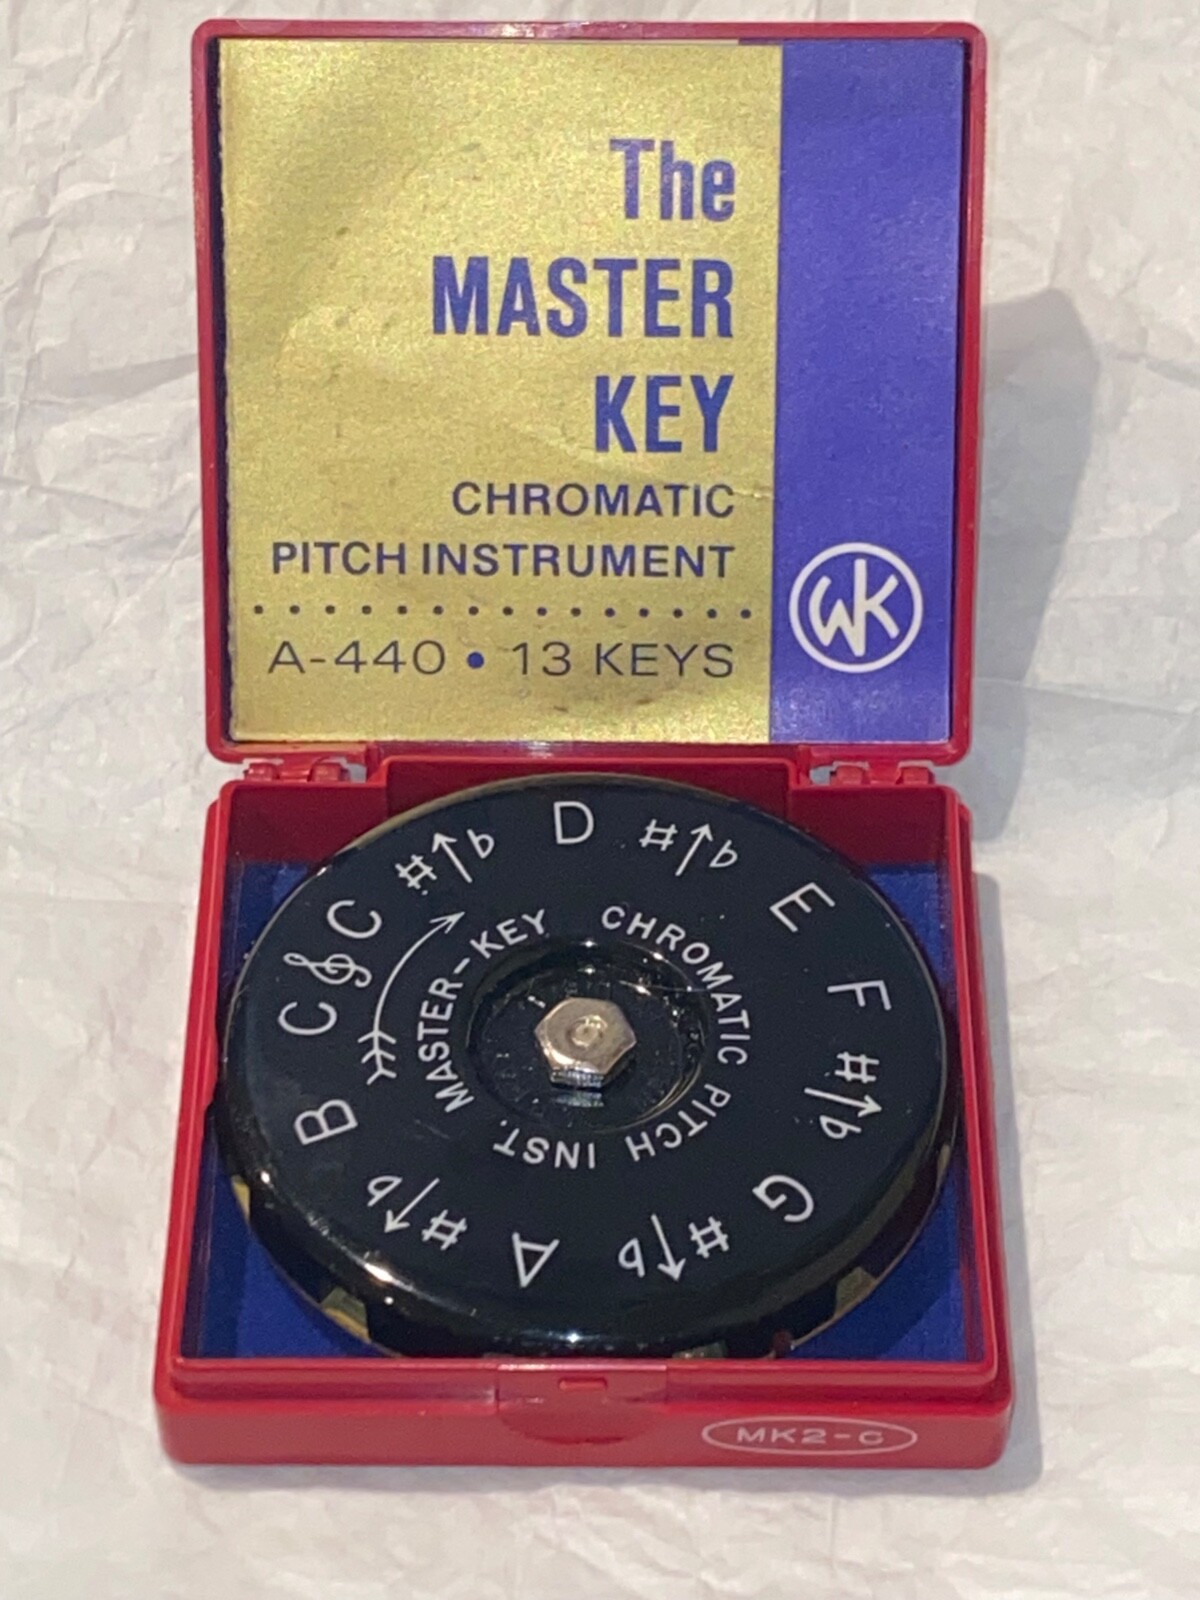 The
MASTER
KEY
CHROMATIC
PITCH INSTRUMENT
A-440 • 13 KEYS
WK
C
♯ ♭
D
♯ ♭
E
F
♯ ♭
G
♯ ♭
A
♯ ♭
B
C
MASTER-KEY CHROMATIC PITCH INST.
C
MK2-C